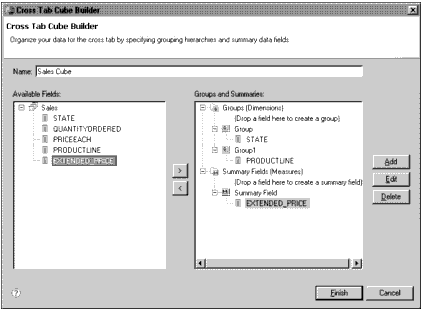 Cross Tab Cube Builder
Cross Tab Cube Builder
Organize your data for the cross tab by specifying grouping hierarchies and summary data fields
Name: Sales Cube
Available Fields:
Sales
STATE
QUANTITYORDERED
PRICEEACH
PRODUCTLINE
EXTENDED_PRICE
>
<
Groups and Summaries:
Groups (Dimensions)
(Drop a field here to create a group)
Group
STATE
Group1
PRODUCTLINE
Summary Fields (Measures)
(Drop a field here to create a summary field)
Summary Field
EXTENDED_PRICE
Add
Edit
Delete
?
Finish
Cancel